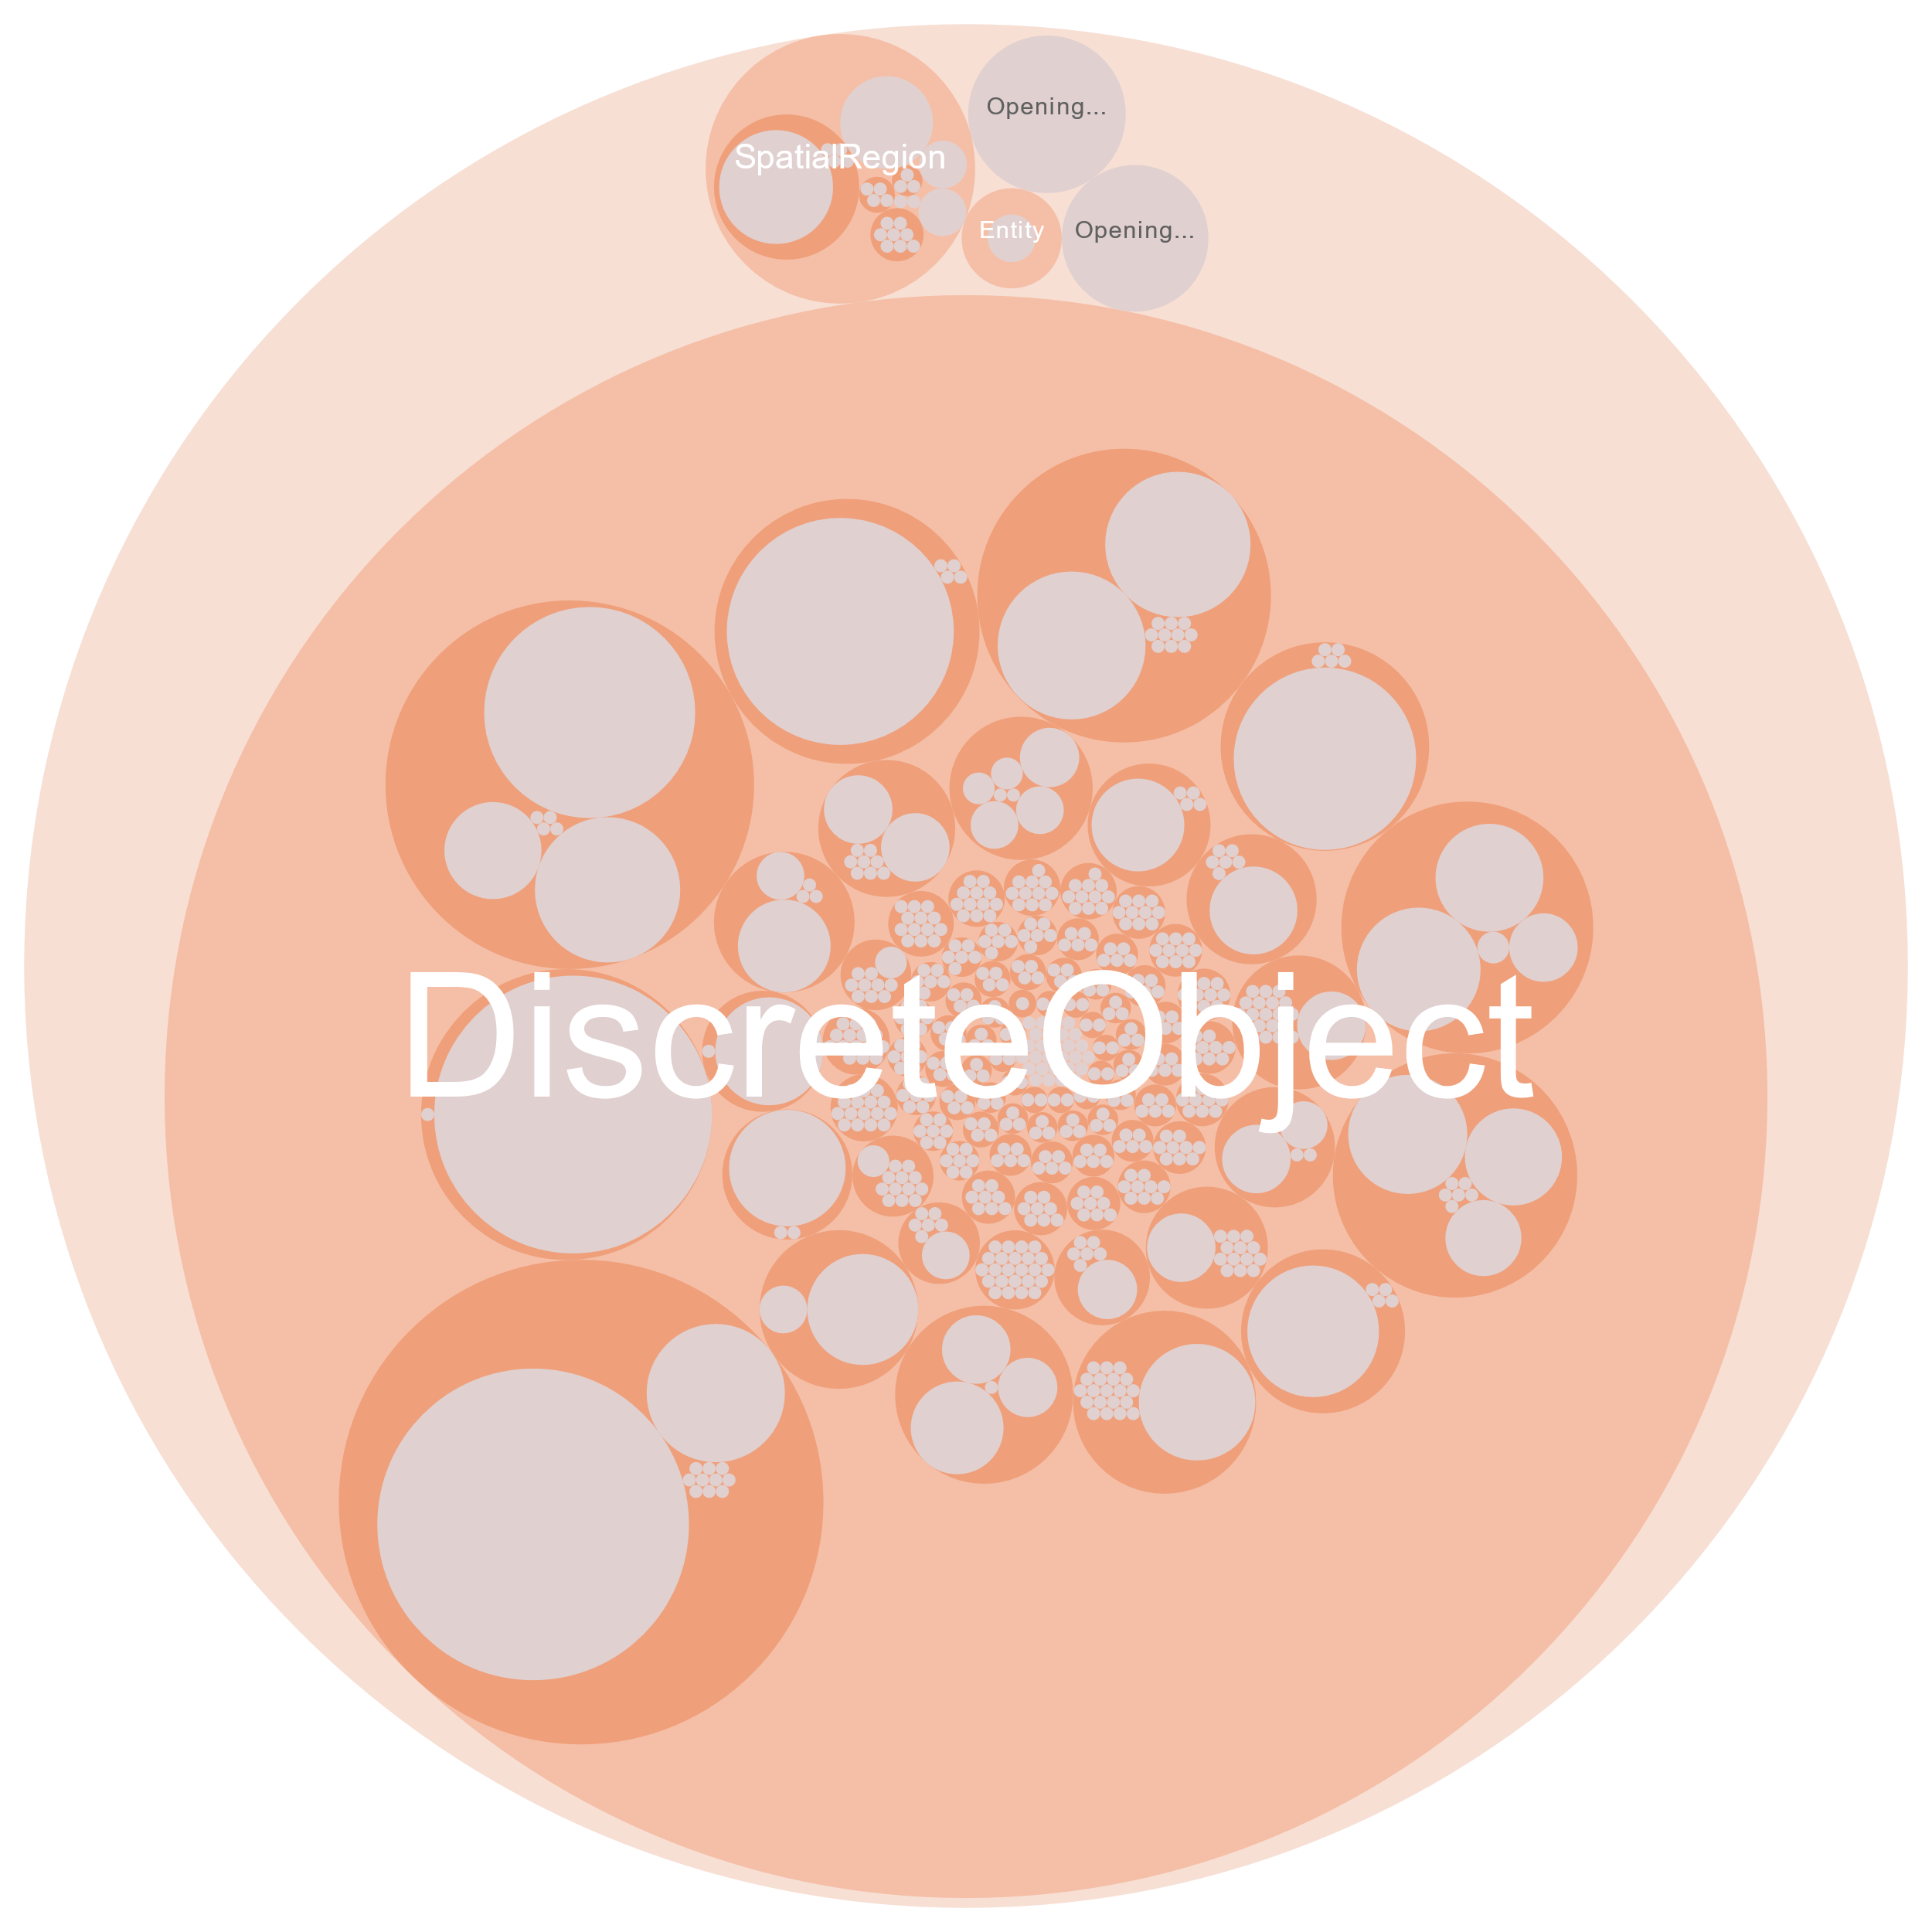 Opening...
SpatialRegion
Entity
Opening...
DiscreteObject